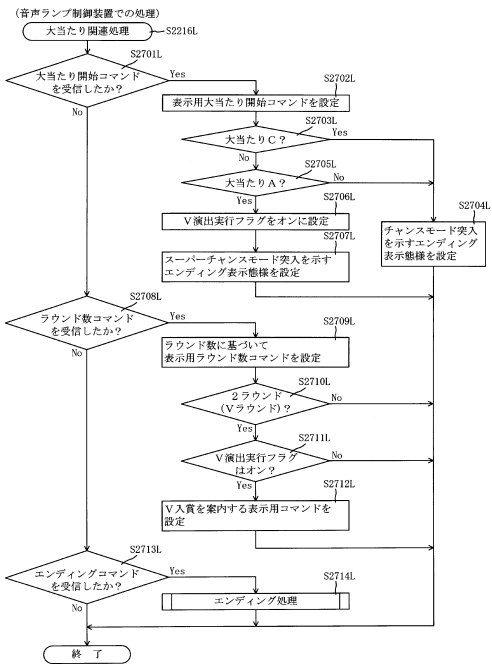 (音声ランプ制御装置での処理)
大当たり関連処理
S2216L
S2701L
大当たり開始コマンド
を受信したか?
Yes
No
S2702L
表示用大当たり開始コマンドを設定
S2703L
大当たりC?
Yes
No
S2705L
大当たりA?
No
Yes
S2704L
チャンスモード突入
を示すエンディング
表示態様を設定
S2706L
V演出実行フラグをオンに設定
S2707L
スーパーチャンスモード突入を示す
エンディング表示態様を設定
S2708L
ラウンド数コマンド
を受信したか?
Yes
No
S2709L
ラウンド数に基づいて
表示用ラウンド数コマンドを設定
S2710L
2ラウンド
(Vラウンド)?
No
Yes
S2711L
V演出実行フラグ
はオン?
No
Yes
S2712L
V入賞を案内する表示用コマンドを
設定
S2713L
エンディングコマンド
を受信したか?
Yes
No
S2714L
エンディング処理
終了